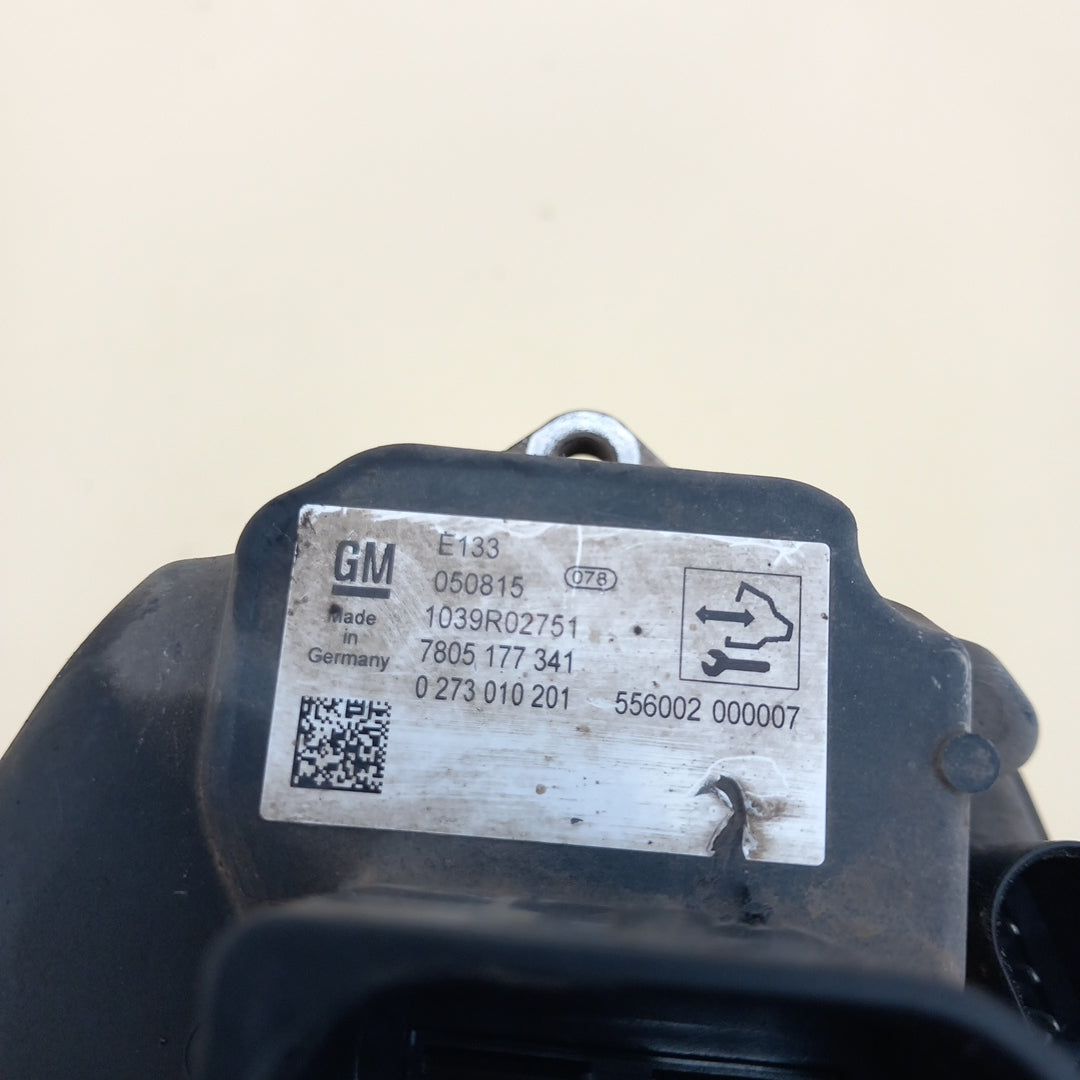 GM
Made
in
Germany
E133
050815 078
1039R02751
7805 177 341
0 273 010 201 556002 000007